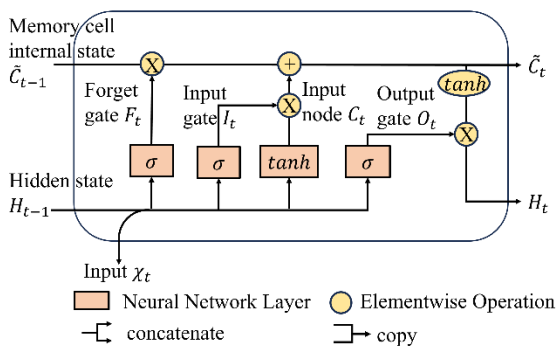 Memory cell
internal state
C̃ₜ₋₁
X
+
C̃ₜ
tanh
Forget
gate Fₜ
Input
gate Iₜ
X
Input
node Cₜ
Output
gate Oₜ
X
σ
σ
tanh
σ
Hidden state
Hₜ₋₁
Hₜ
Input χₜ
Neural Network Layer
Elementwise Operation
concatenate
copy